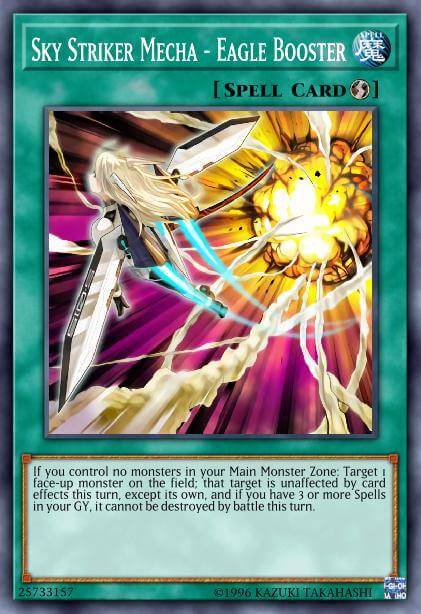 Sky Striker Mecha - Eagle Booster
SPELL
魔
[Spell Card]
If you control no monsters in your Main Monster Zone: Target 1
face-up monster on the field; that target is unaffected by card
effects this turn, except its own, and if you have 3 or more Spells
in your GY, it cannot be destroyed by battle this turn.
25733157
©1996 KAZUKI TAKAHASHI